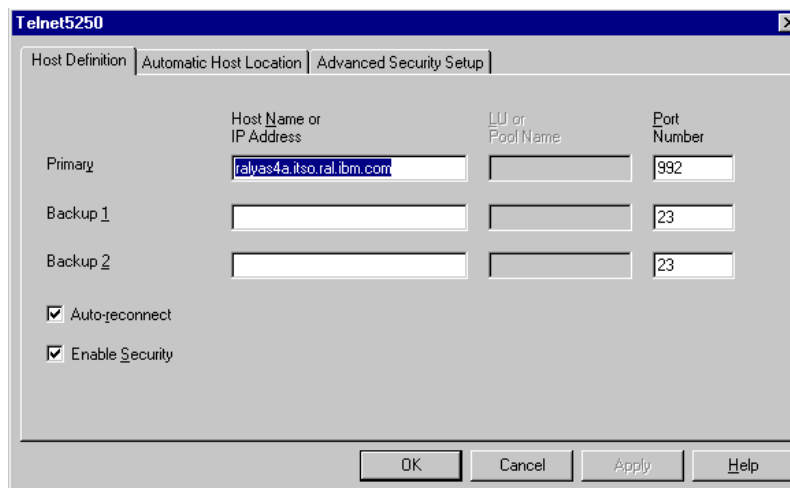 Telnet5250
Host Definition Automatic Host Location Advanced Security Setup
Host Name or LU or Port
IP Address Pool Name Number
Primary ralyas4a.itso.ral.ibm.com 992
Backup 1 23
Backup 2 23
Auto-reconnect
Enable Security
OK Cancel Apply Help